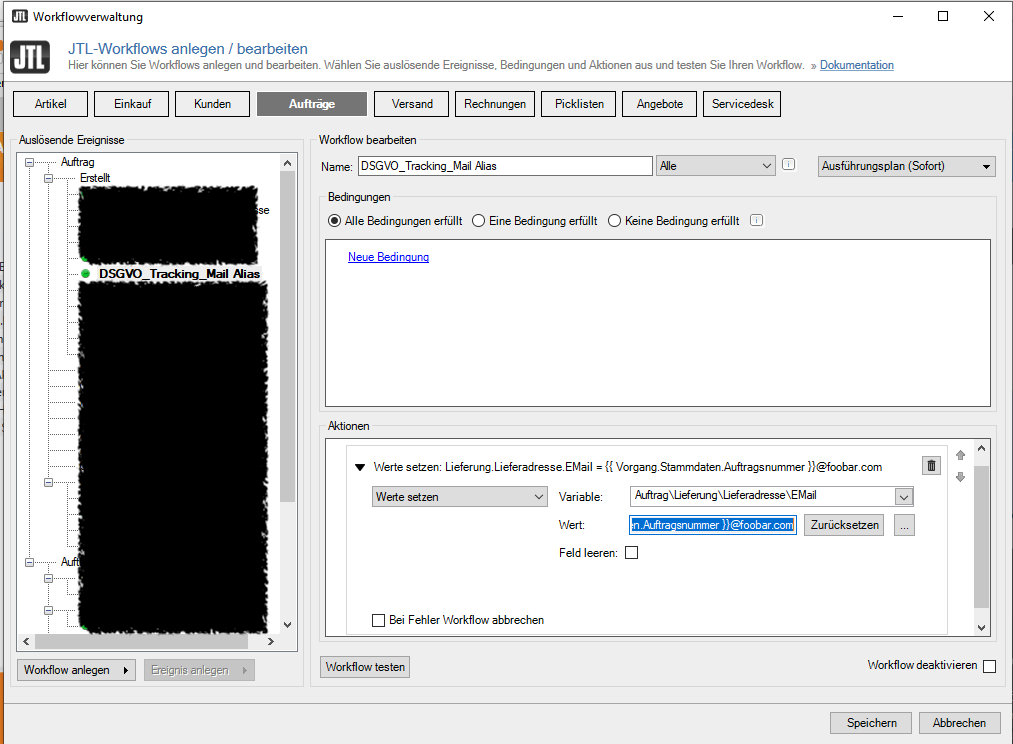 JTL Workflowverwaltung
JTL JTL-Workflows anlegen / bearbeiten
Hier können Sie Workflows anlegen und bearbeiten. Wählen Sie auslösende Ereignisse, Bedingungen und Aktionen aus und testen Sie Ihren Workflow. » Dokumentation
Artikel Einkauf Kunden Aufträge Versand Rechnungen Picklisten Angebote Servicedesk
Auslösende Ereignisse
Auftrag
Erstellt
sse
DSGVO_Tracking_Mail Alias
Auft
Workflow anlegen Ereignis anlegen
Workflow bearbeiten
Name: DSGVO_Tracking_Mail Alias Alle Ausführungsplan (Sofort)
Bedingungen
Alle Bedingungen erfüllt Eine Bedingung erfüllt Keine Bedingung erfüllt
Neue Bedingung
Aktionen
Werte setzen: Lieferung.Lieferadresse.EMail = {{ Vorgang.Stammdaten.Auftragsnummer }}@foobar.com
Werte setzen Variable: Auftrag\Lieferung\Lieferadresse\EMail
Wert: en.Auftragsnummer }}@foobar.com Zurücksetzen ...
Feld leeren:
Bei Fehler Workflow abbrechen
Workflow testen Workflow deaktivieren
Speichern Abbrechen